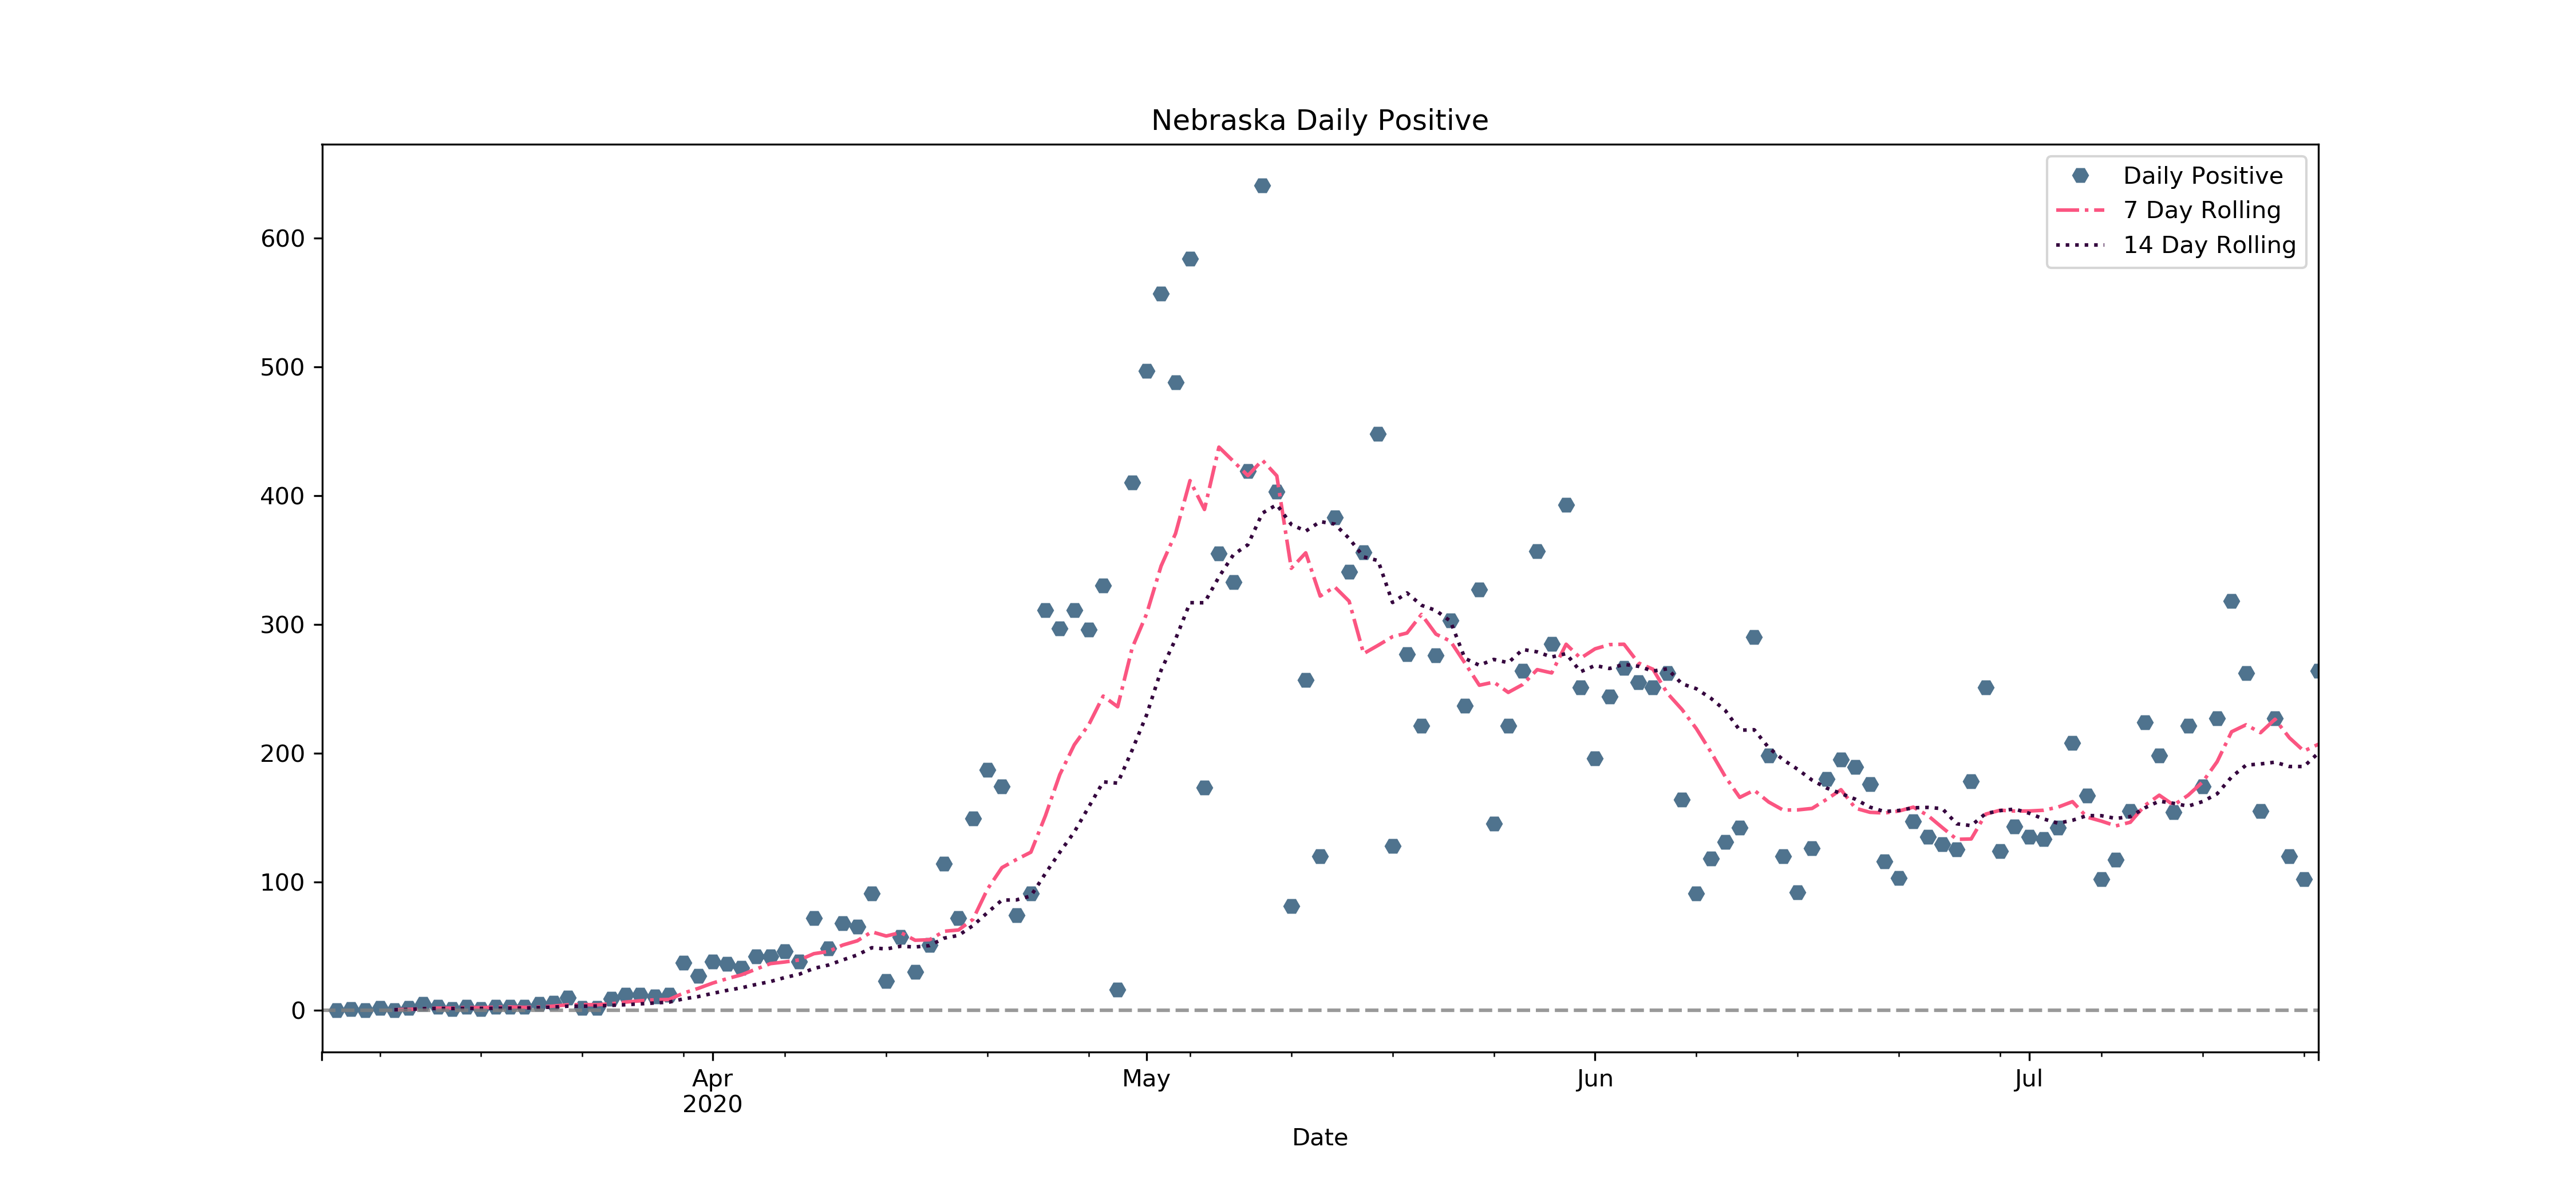 Nebraska Daily Positive
Daily Positive
7 Day Rolling
14 Day Rolling
600
500
400
300
200
100
0
Apr
2020
May
Jun
Jul
Date